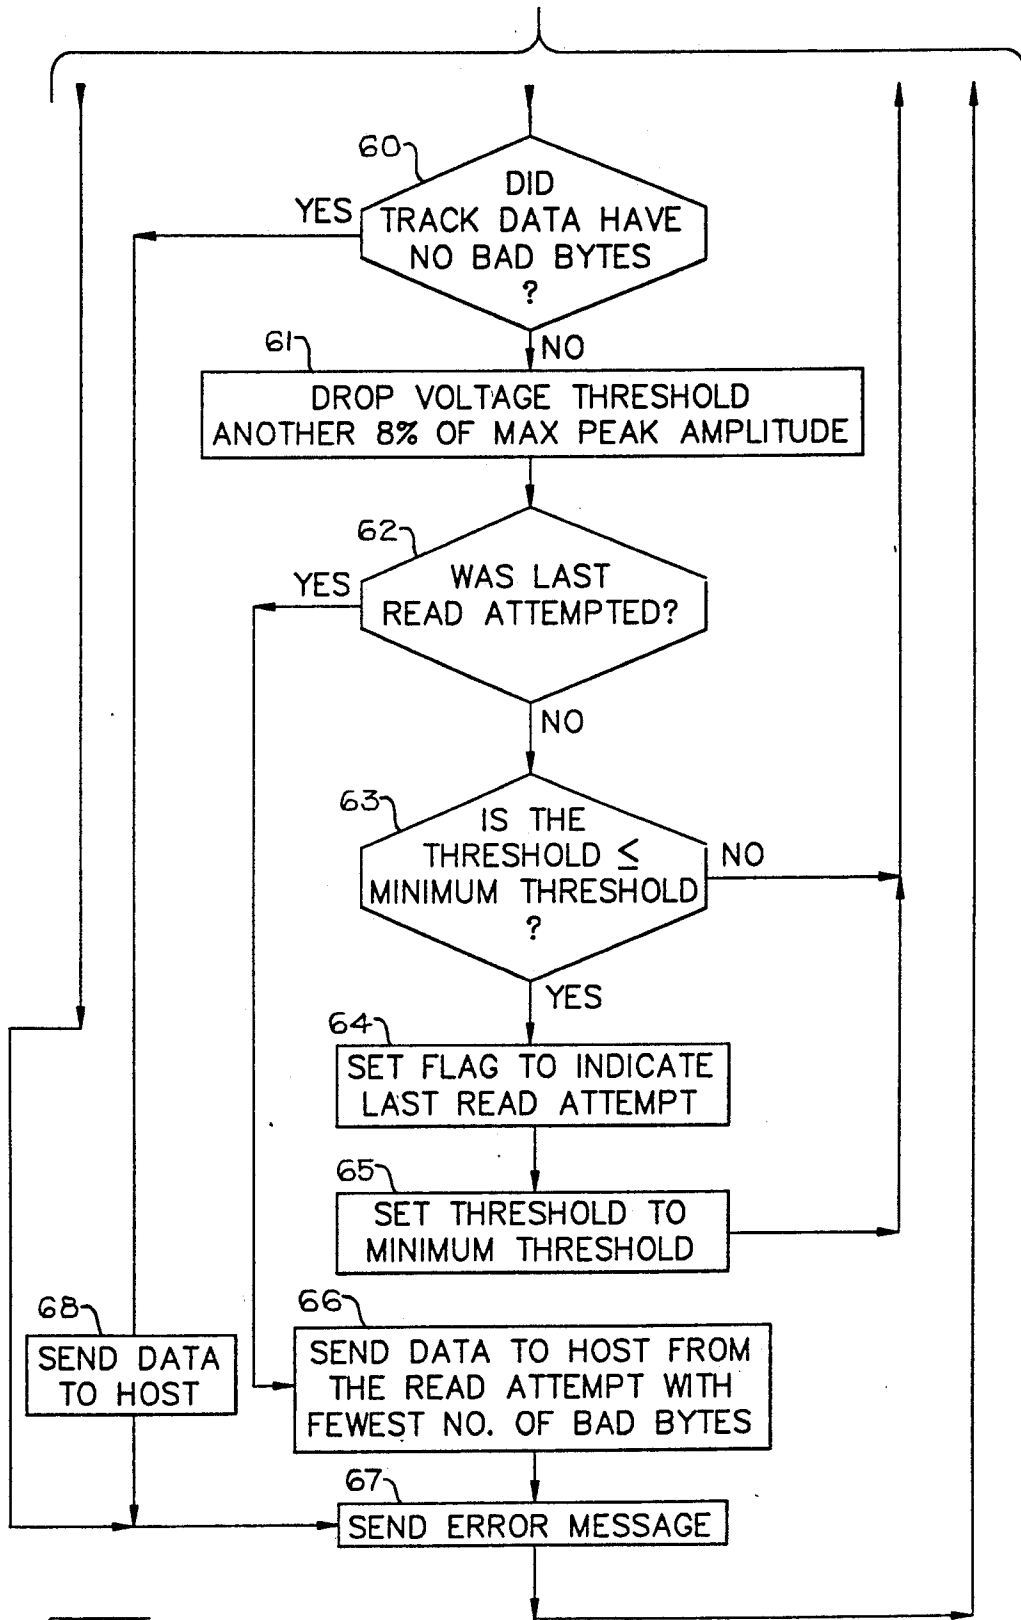 60
DID
TRACK DATA HAVE
NO BAD BYTES
?
YES
NO
61
DROP VOLTAGE THRESHOLD
ANOTHER 8% OF MAX PEAK AMPLITUDE
62
YES
WAS LAST
READ ATTEMPTED?
NO
63
IS THE
THRESHOLD ≤
MINIMUM THRESHOLD
?
NO
YES
64
SET FLAG TO INDICATE
LAST READ ATTEMPT
65
SET THRESHOLD TO
MINIMUM THRESHOLD
68
SEND DATA
TO HOST
66
SEND DATA TO HOST FROM
THE READ ATTEMPT WITH
FEWEST NO. OF BAD BYTES
67
SEND ERROR MESSAGE